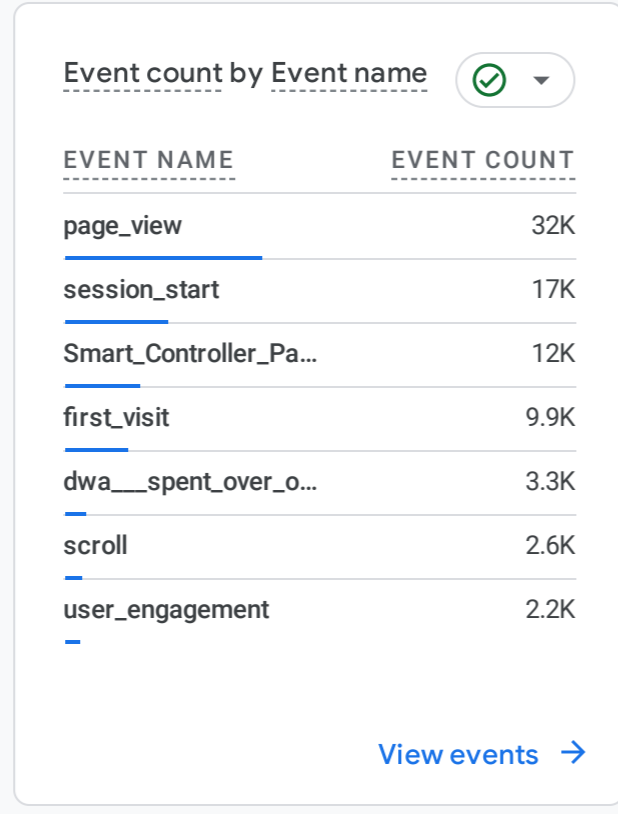 Event count by Event name
EVENT NAME EVENT COUNT
page_view 32K
session_start 17K
Smart_Controller_Pa... 12K
first_visit 9.9K
dwa___spent_over_o... 3.3K
scroll 2.6K
user_engagement 2.2K
View events